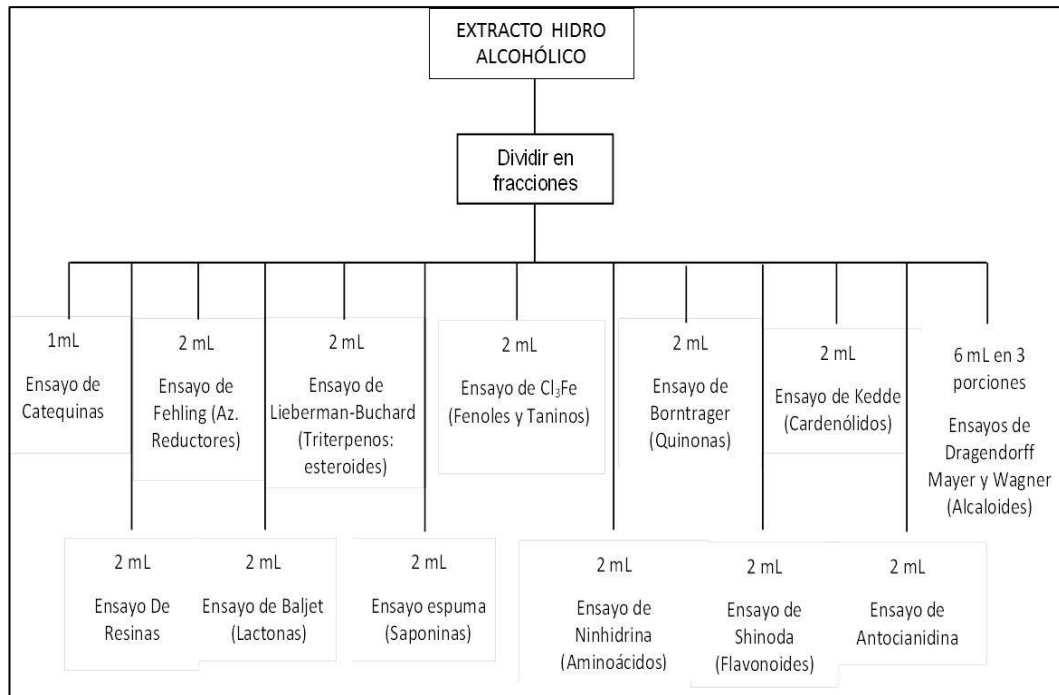 EXTRACTO HIDRO
ALCOHÓLICO
Dividir en
fracciones
1mL
Ensayo de
Catequinas
2 mL
Ensayo de
Fehling (Az.
Reductores)
2 mL
Ensayo de
Lieberman-Buchard
(Triterpenos:
esteroides)
2 mL
Ensayo de Cl₃Fe
(Fenoles y Taninos)
2 mL
Ensayo de
Borntrager
(Quinonas)
2 mL
Ensayo de Kedde
(Cardenólidos)
6 mL en 3
porciones
Ensayos de
Dragendorff
Mayer y Wagner
(Alcaloides)
2 mL
Ensayo De
Resinas
2 mL
Ensayo de Baljet
(Lactonas)
2 mL
Ensayo espuma
(Saponinas)
2 mL
Ensayo de
Ninhidrina
(Aminoácidos)
2 mL
Ensayo de
Shinoda
(Flavonoides)
2 mL
Ensayo de
Antocianidina